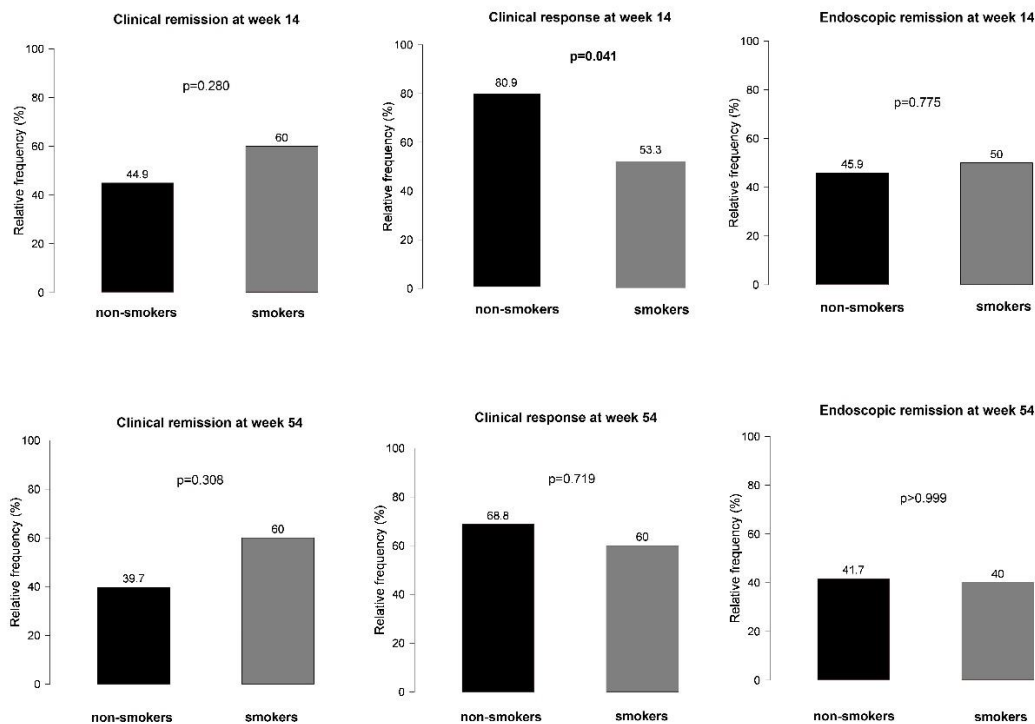 Clinical remission at week 14
Relative frequency (%)
100
80
60
40
20
0
p=0.280
44.9
60
non-smokers
smokers
Clinical response at week 14
Relative frequency (%)
100
80
60
40
20
0
p=0.041
80.9
53.3
non-smokers
smokers
Endoscopic remission at week 14
Relative frequency (%)
100
80
60
40
20
0
p=0.775
45.9
50
non-smokers
smokers
Clinical remission at week 54
Relative frequency (%)
100
80
60
40
20
0
p=0.308
39.7
60
non-smokers
smokers
Clinical response at week 54
Relative frequency (%)
100
80
60
40
20
0
p=0.719
68.8
60
non-smokers
smokers
Endoscopic remission at week 54
Relative frequency (%)
100
80
60
40
20
0
p>0.999
41.7
40
non-smokers
smokers